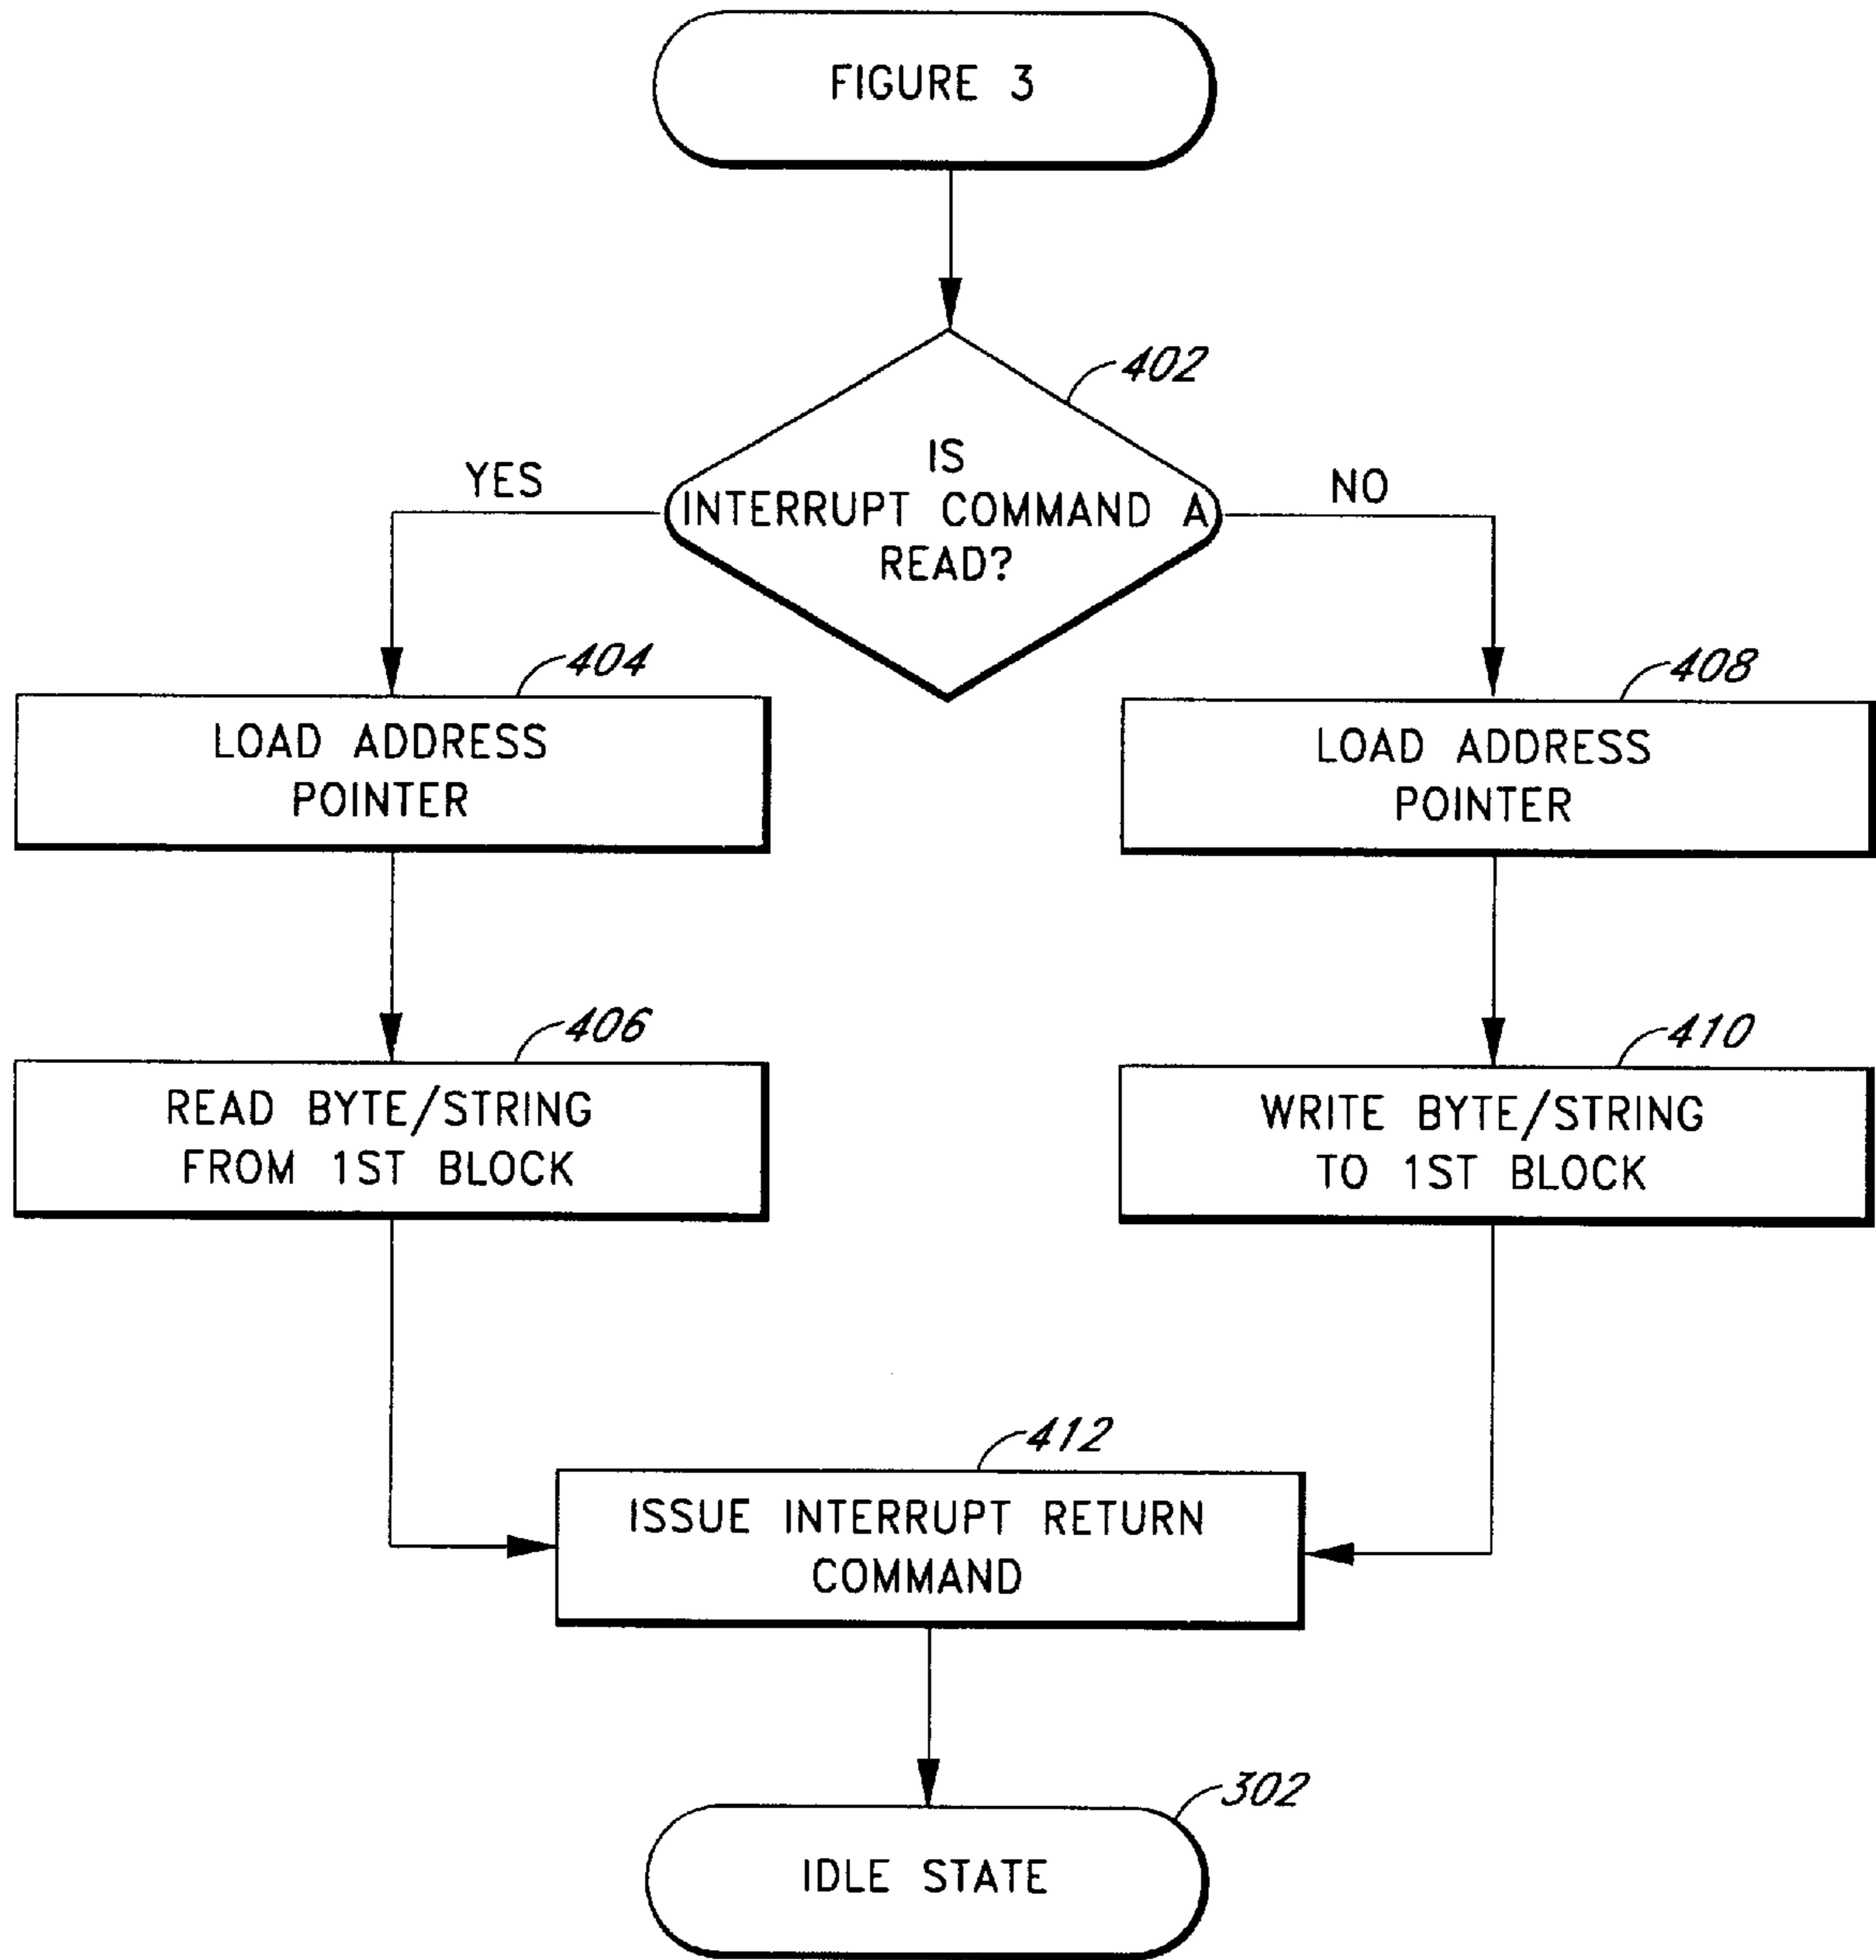 FIGURE 3
402
IS
INTERRUPT COMMAND A
READ?
YES
NO
404
LOAD ADDRESS
POINTER
408
LOAD ADDRESS
POINTER
406
READ BYTE/STRING
FROM 1ST BLOCK
410
WRITE BYTE/STRING
TO 1ST BLOCK
412
ISSUE INTERRUPT RETURN
COMMAND
302
IDLE STATE